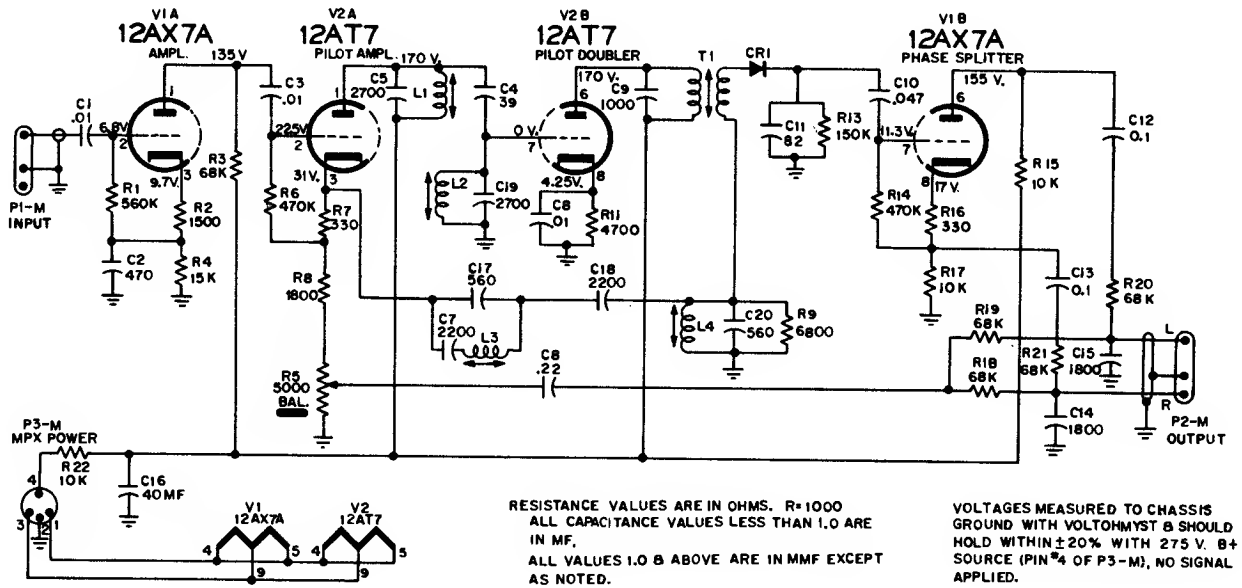 V1A
12AX7A
AMPL.
V2A
12AT7
PILOT AMPL.
V2B
12AT7
PILOT DOUBLER
V1B
12AX7A
PHASE SPLITTER
135V
170 V.
170 V.
155 V.
T1
CR1
C1
.01
6.8V
1
2
3
9.7V.
C3
.01
225V
1
2
3
31V.
C5
2700
L1
C4
39
0 V.
6
7
8
4.25V.
C9
1000
C11
82
R13
150K
C10
.047
11.3V.
6
7
8
17V.
C12
0.1
P1-M
INPUT
R1
560K
R2
1500
R3
68K
R4
15K
C2
470
R6
470K
R7
330
R8
1800
R5
5000
BAL.
L2
C19
2700
C8
.01
R11
4700
C17
560
C7
2200
L3
C18
2200
C8
.22
L4
C20
560
R9
6800
R14
470K
R16
330
R17
10K
R15
10K
C13
0.1
R20
68K
R19
68K
R18
68K
R21
68K
C15
1800
C14
1800
L
R
P2-M
OUTPUT
P3-M
MPX POWER
R22
10K
C16
40MF
4
3
2
1
V1
12AX7A
4
5
9
V2
12AT7
4
5
9
RESISTANCE VALUES ARE IN OHMS. R=1000
ALL CAPACITANCE VALUES LESS THAN 1.0 ARE
IN MF,
ALL VALUES 1.0 & ABOVE ARE IN MMF EXCEPT
AS NOTED.
VOLTAGES MEASURED TO CHASSIS
GROUND WITH VOLTOHMYST & SHOULD
HOLD WITHIN ±20% WITH 275 V. B+
SOURCE (PIN #4 OF P3-M), NO SIGNAL
APPLIED.